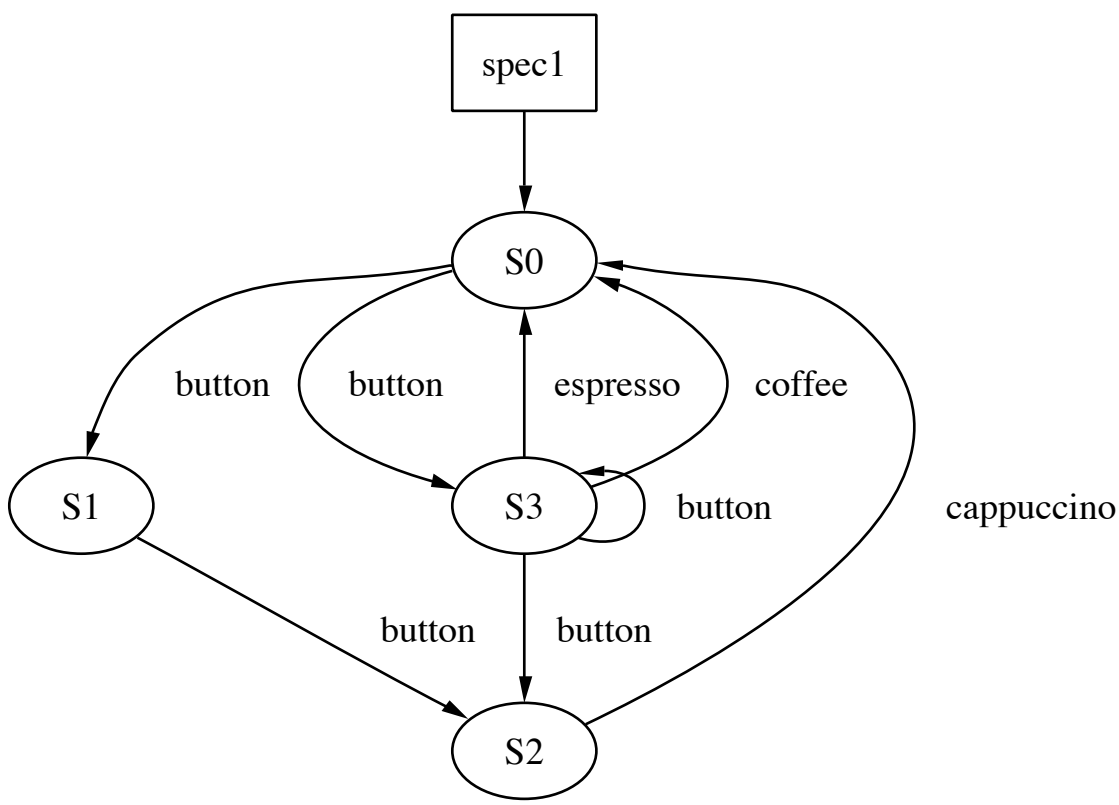 spec1
S0
button
button
espresso
coffee
S1
S3
button
cappuccino
button
button
S2